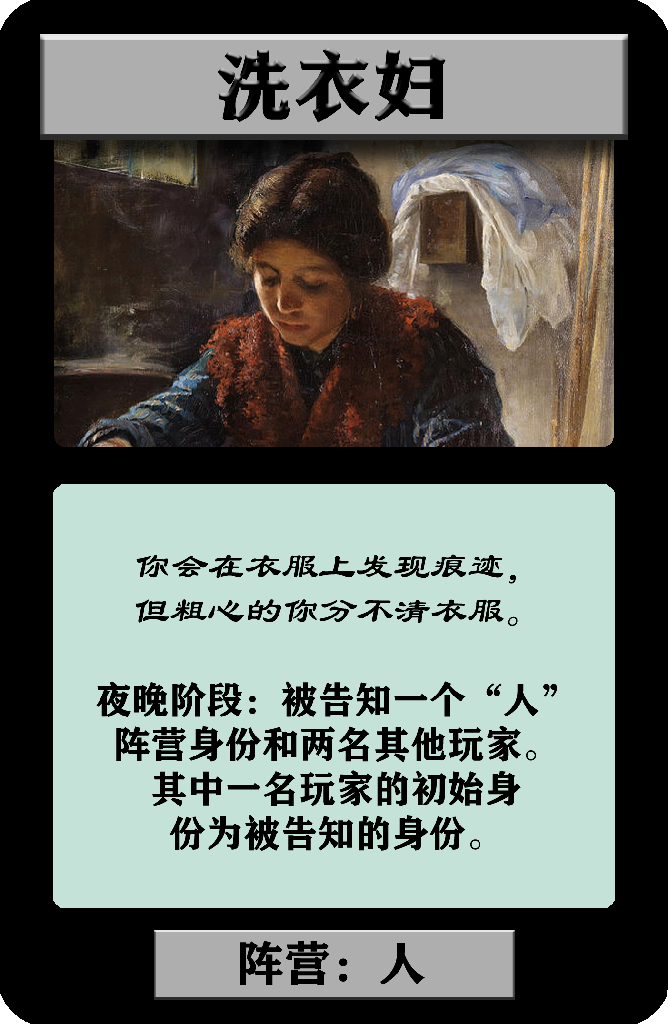 洗衣妇
你会在衣服上发现痕迹，
但粗心的你分不清衣服。
夜晚阶段：被告知一个“人”
阵营身份和两名其他玩家。
其中一名玩家的初始身
份为被告知的身份。
阵营：人